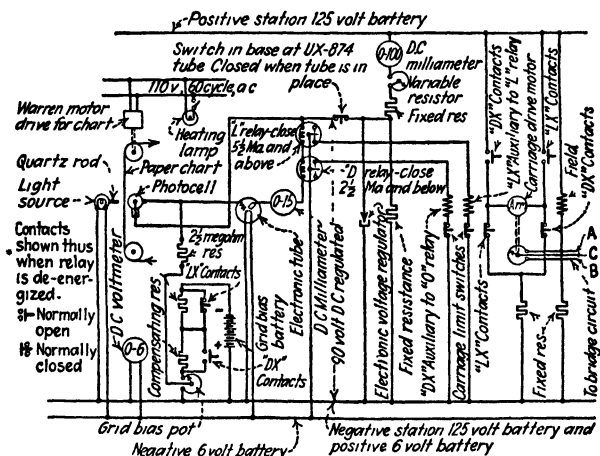 Positive station 125 volt battery
Switch in base at UX-874
tube Closed when tube is in
place
0-100
D.C
milliameter
Variable
resistor
Fixed res
110 v, 60cycle, a c
Warren motor
drive for chart
Heating
lamp
"L" relay-close
5½ Ma and
above
"D" relay-close
2½ Ma and below
Quartz rod
Light
source
Paper chart
Photocell
0-15
Contacts
shown thus
when relay
is de-ener-
gized.
Normally
open
Normally
closed
D C voltmeter
0-6
2½ megohm
res
"LX" Contacts
Compensating res
"DX"
Contacts
Grid bias
battery
Electronic tube
D C Milliameter
90 volt D C regulated
Electronic voltage regulator
Fixed resistance
"DX" Auxiliary to "O" relay
Carriage limit switches
"LX" Contacts
"DX" Contacts
"LX" Auxiliary to "L" relay
Carriage drive motor
"LX" Contacts
Field,
"DX" Contacts
Arm
A
C
B
Fixed res
To bridge circuit
Grid bias pot
Negative 6 volt battery
Negative station 125 volt battery and
positive 6 volt battery